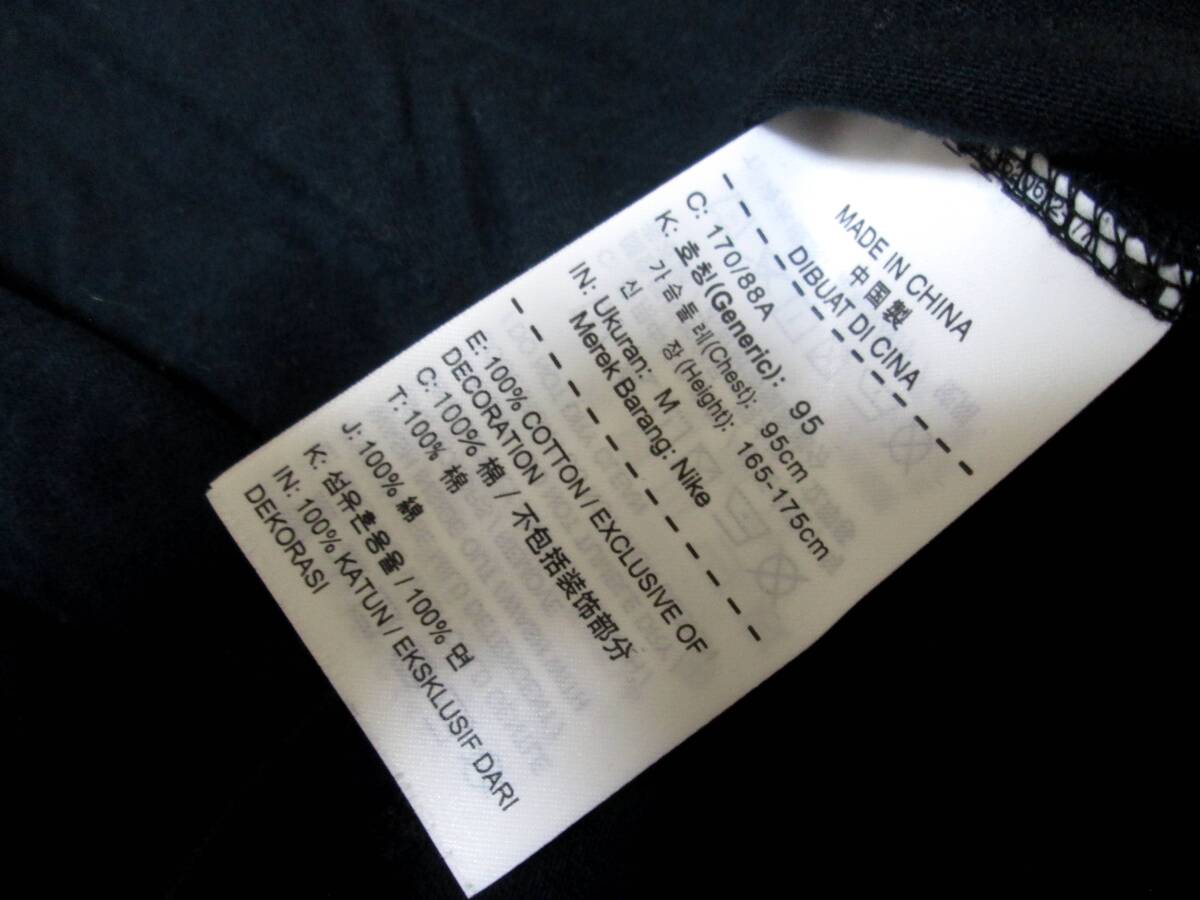 MADE IN CHINA
中国製
DIBUAT DI CINA
C: 170/88A
K: 호칭(Generic): 95
가슴둘레(Chest): 95cm
신 장(Height): 165-175cm
IN: Ukuran: M
Merek Barang: Nike
E: 100% COTTON / EXCLUSIVE OF
DECORATION
C: 100% 棉 / 不包括装饰部分
T: 100% 棉
J: 100% 綿
K: 섬유혼용율 / 100% 면
IN: 100% KATUN / EKSKLUSIF DARI
DEKORASI